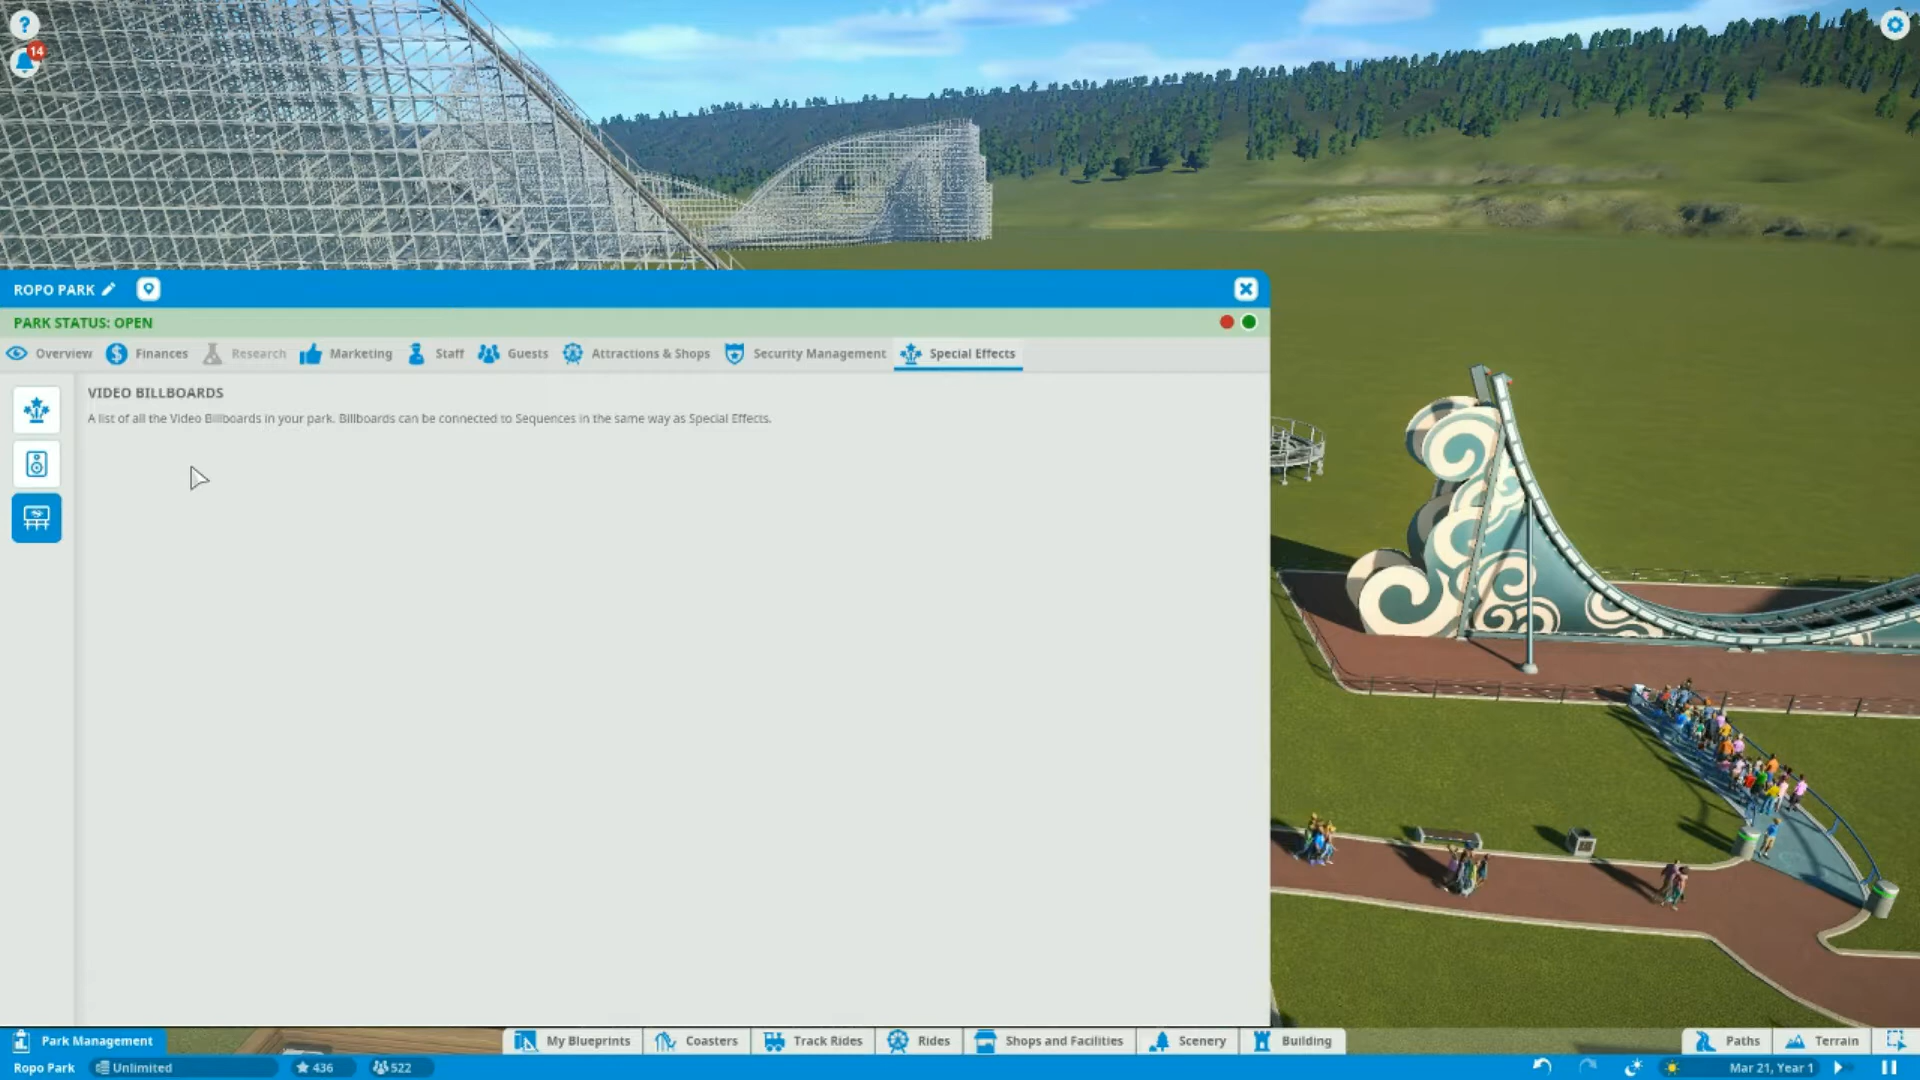 ?
14
ROPO PARK
PARK STATUS: OPEN
Overview Finances Research Marketing Staff Guests Attractions & Shops Security Management Special Effects
VIDEO BILLBOARDS
A list of all the Video Billboards in your park. Billboards can be connected to Sequences in the same way as Special Effects.
Park Management My Blueprints Coasters Track Rides Rides Shops and Facilities Scenery Building Paths Terrain
Ropo Park Unlimited 436 522 Mar 21, Year 1